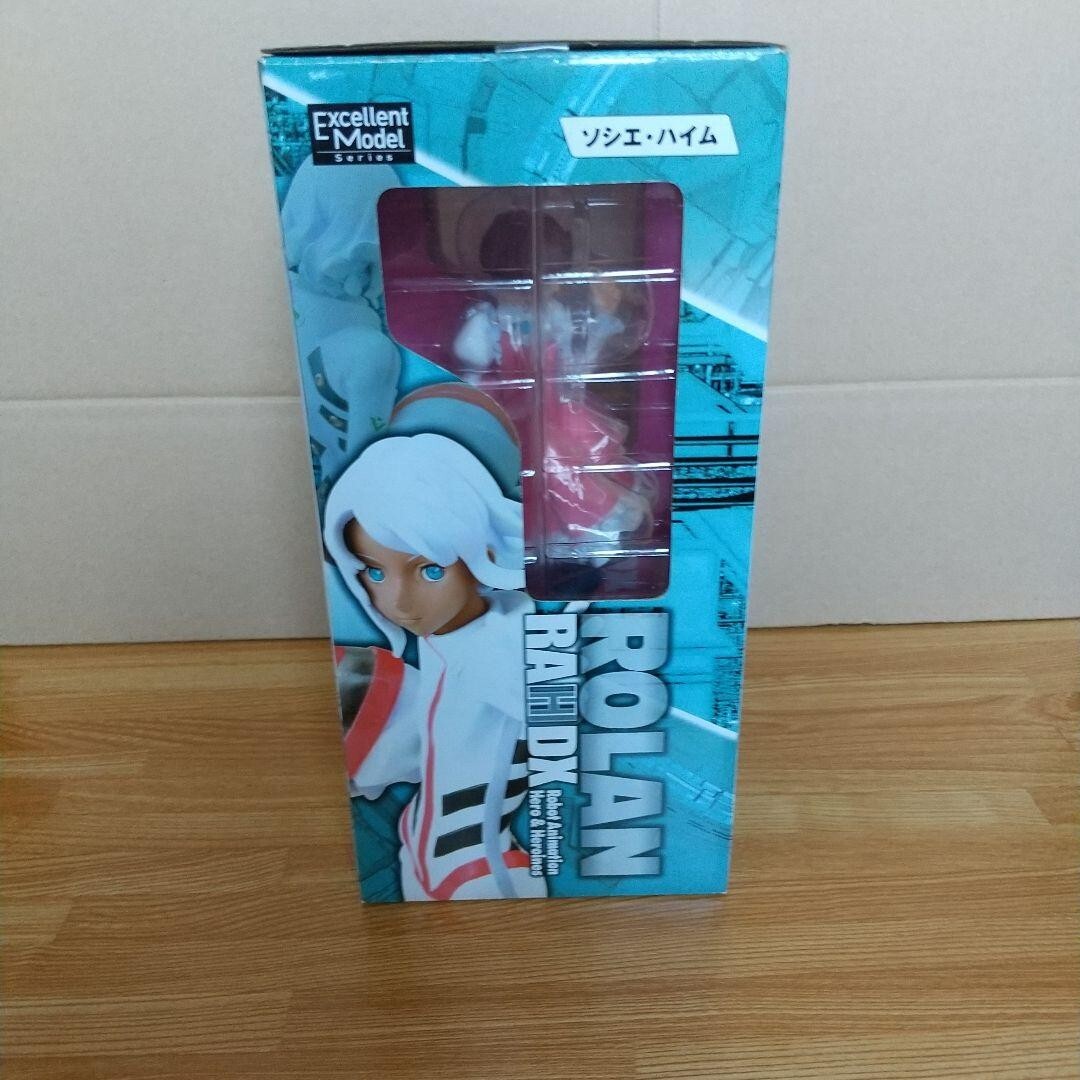 Excellent
Model
Series
ソシエ・ハイム
ROLAN
RAH DX
Robot Animation
Hero & Heroines